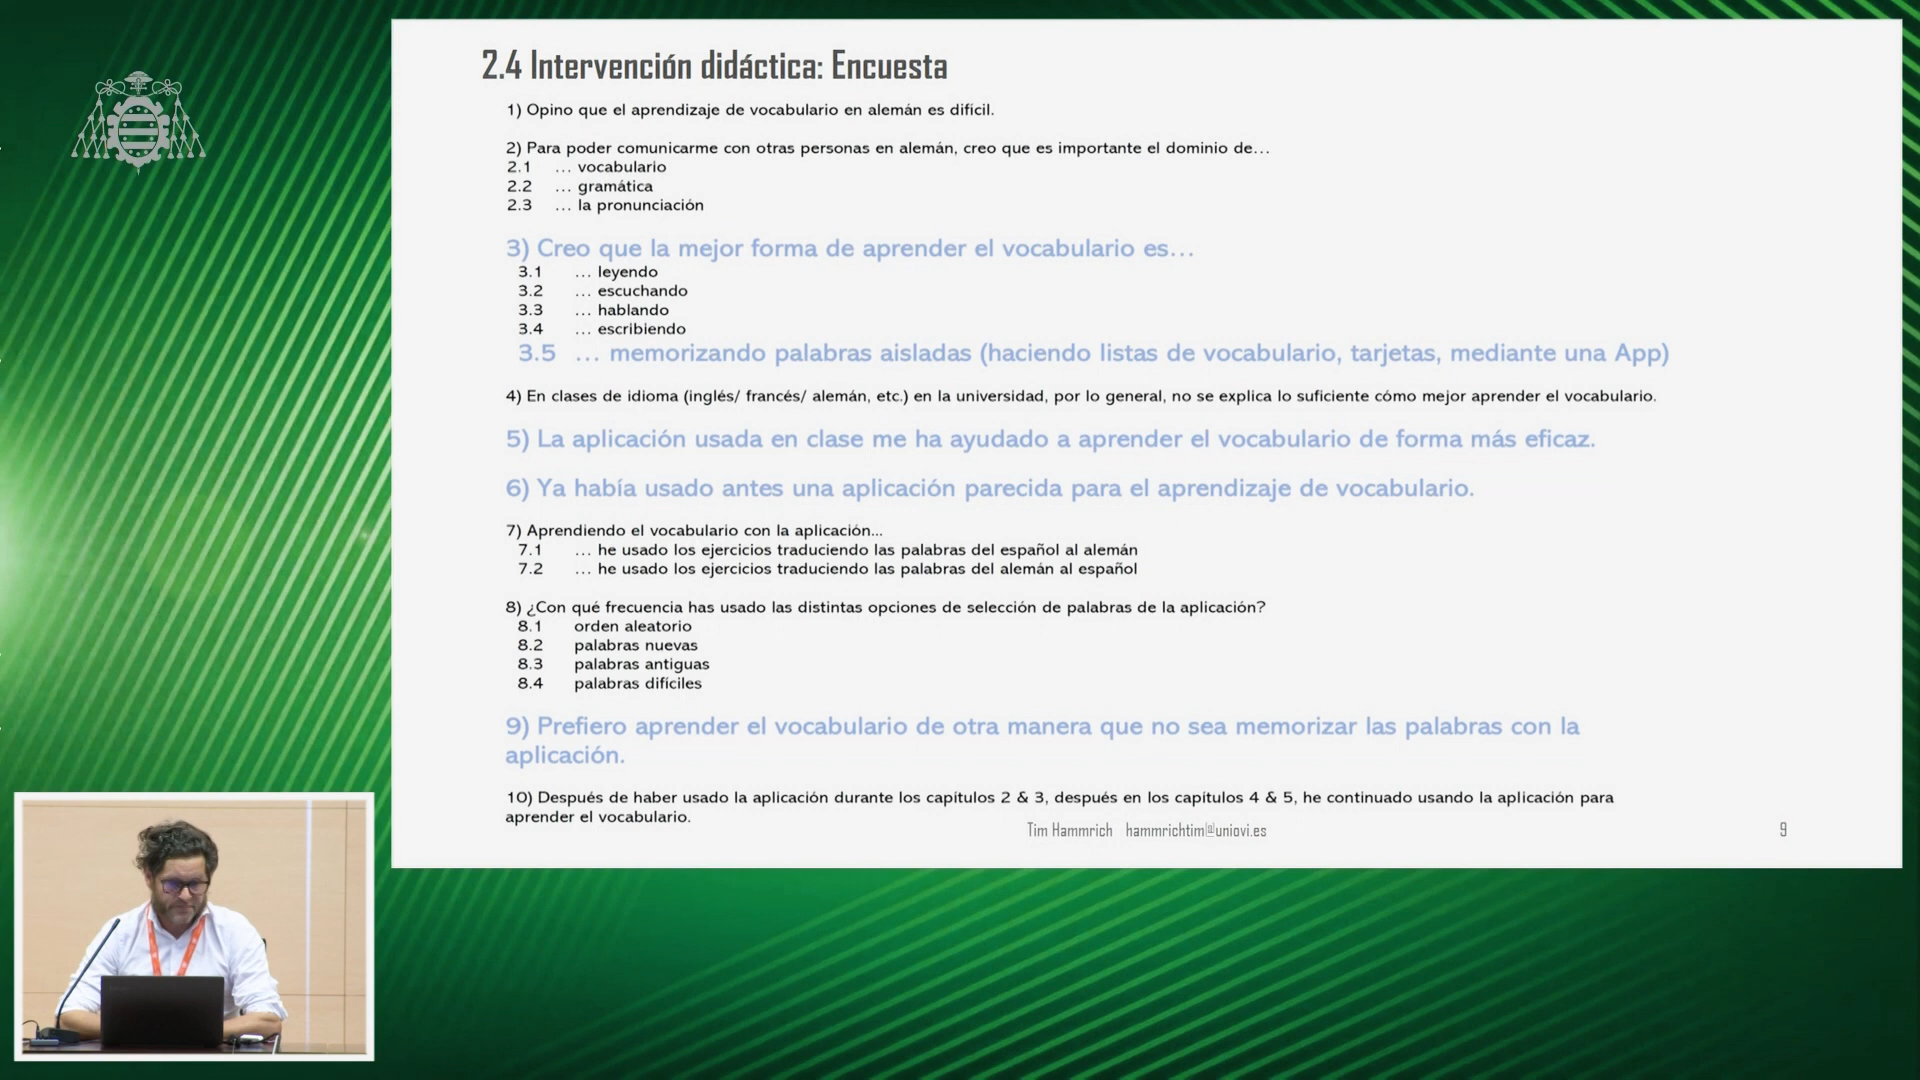 2.4 Intervención didáctica: Encuesta
1) Opino que el aprendizaje de vocabulario en alemán es difícil.
2) Para poder comunicarme con otras personas en alemán, creo que es importante el dominio de...
2.1 ... vocabulario
2.2 ... gramática
2.3 ... la pronunciación
3) Creo que la mejor forma de aprender el vocabulario es...
3.1 ... leyendo
3.2 ... escuchando
3.3 ... hablando
3.4 ... escribiendo
3.5 ... memorizando palabras aisladas (haciendo listas de vocabulario, tarjetas, mediante una App)
4) En clases de idioma (inglés/ francés/ alemán, etc.) en la universidad, por lo general, no se explica lo suficiente cómo mejor aprender el vocabulario.
5) La aplicación usada en clase me ha ayudado a aprender el vocabulario de forma más eficaz.
6) Ya había usado antes una aplicación parecida para el aprendizaje de vocabulario.
7) Aprendiendo el vocabulario con la aplicación...
7.1 ... he usado los ejercicios traduciendo las palabras del español al alemán
7.2 ... he usado los ejercicios traduciendo las palabras del alemán al español
8) ¿Con qué frecuencia has usado las distintas opciones de selección de palabras de la aplicación?
8.1 orden aleatorio
8.2 palabras nuevas
8.3 palabras antiguas
8.4 palabras difíciles
9) Prefiero aprender el vocabulario de otra manera que no sea memorizar las palabras con la
aplicación.
10) Después de haber usado la aplicación durante los capítulos 2 & 3, después en los capítulos 4 & 5, he continuado usando la aplicación para
aprender el vocabulario.
Tim Hammrich hammrichtim@uniovi.es
9